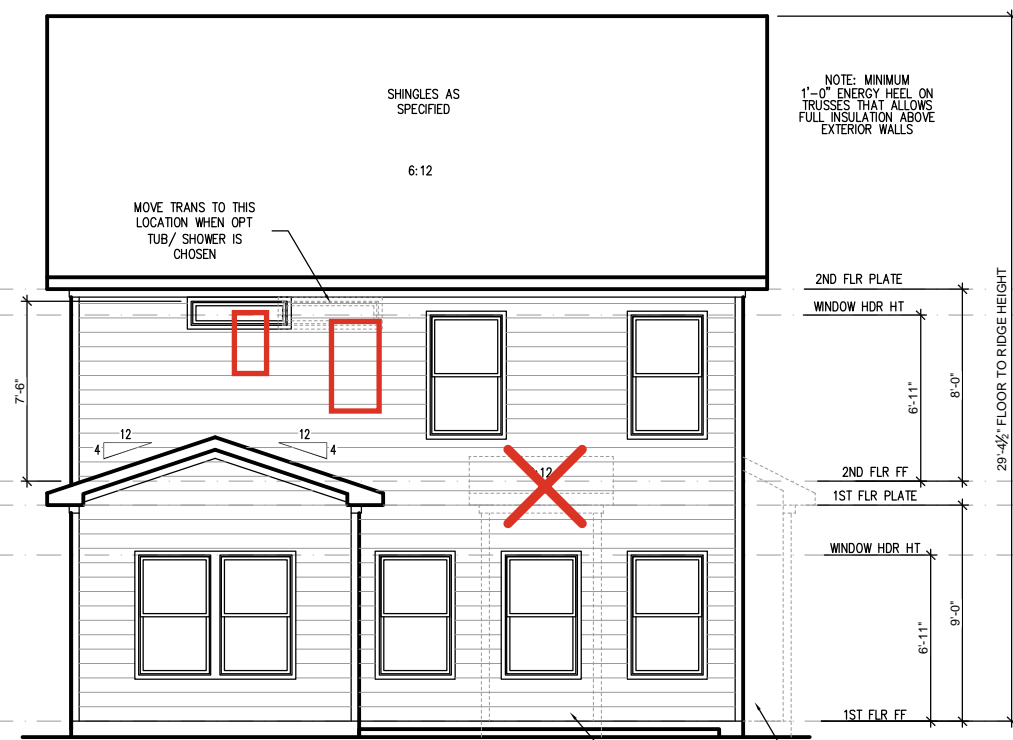 SHINGLES AS
SPECIFIED
6:12
NOTE: MINIMUM
1'-0" ENERGY HEEL ON
TRUSSES THAT ALLOWS
FULL INSULATION ABOVE
EXTERIOR WALLS
MOVE TRANS TO THIS
LOCATION WHEN OPT
TUB/ SHOWER IS
CHOSEN
2ND FLR PLATE
WINDOW HDR HT
29'-4½" FLOOR TO RIDGE HEIGHT
7'-6"
6'-11"
8'-0"
12
4
12
4
:12
2ND FLR FF
1ST FLR PLATE
WINDOW HDR HT
6'-11"
9'-0"
1ST FLR FF